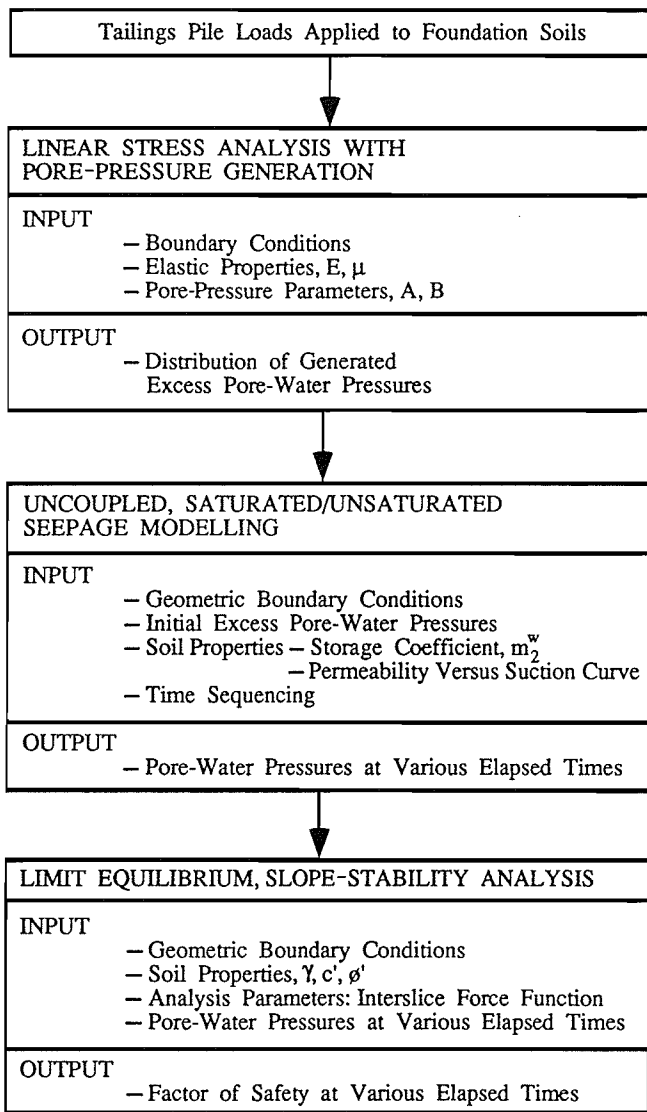 Tailings Pile Loads Applied to Foundation Soils
LINEAR STRESS ANALYSIS WITH
PORE-PRESSURE GENERATION
INPUT
– Boundary Conditions
– Elastic Properties, E, μ
– Pore-Pressure Parameters, A, B
OUTPUT
– Distribution of Generated
Excess Pore-Water Pressures
UNCOUPLED, SATURATED/UNSATURATED
SEEPAGE MODELLING
INPUT
– Geometric Boundary Conditions
– Initial Excess Pore-Water Pressures
– Soil Properties – Storage Coefficient, m₂ʷ
– Permeability Versus Suction Curve
– Time Sequencing
OUTPUT
– Pore-Water Pressures at Various Elapsed Times
LIMIT EQUILIBRIUM, SLOPE-STABILITY ANALYSIS
INPUT
– Geometric Boundary Conditions
– Soil Properties, γ, c', ø'
– Analysis Parameters: Interslice Force Function
– Pore-Water Pressures at Various Elapsed Times
OUTPUT
– Factor of Safety at Various Elapsed Times